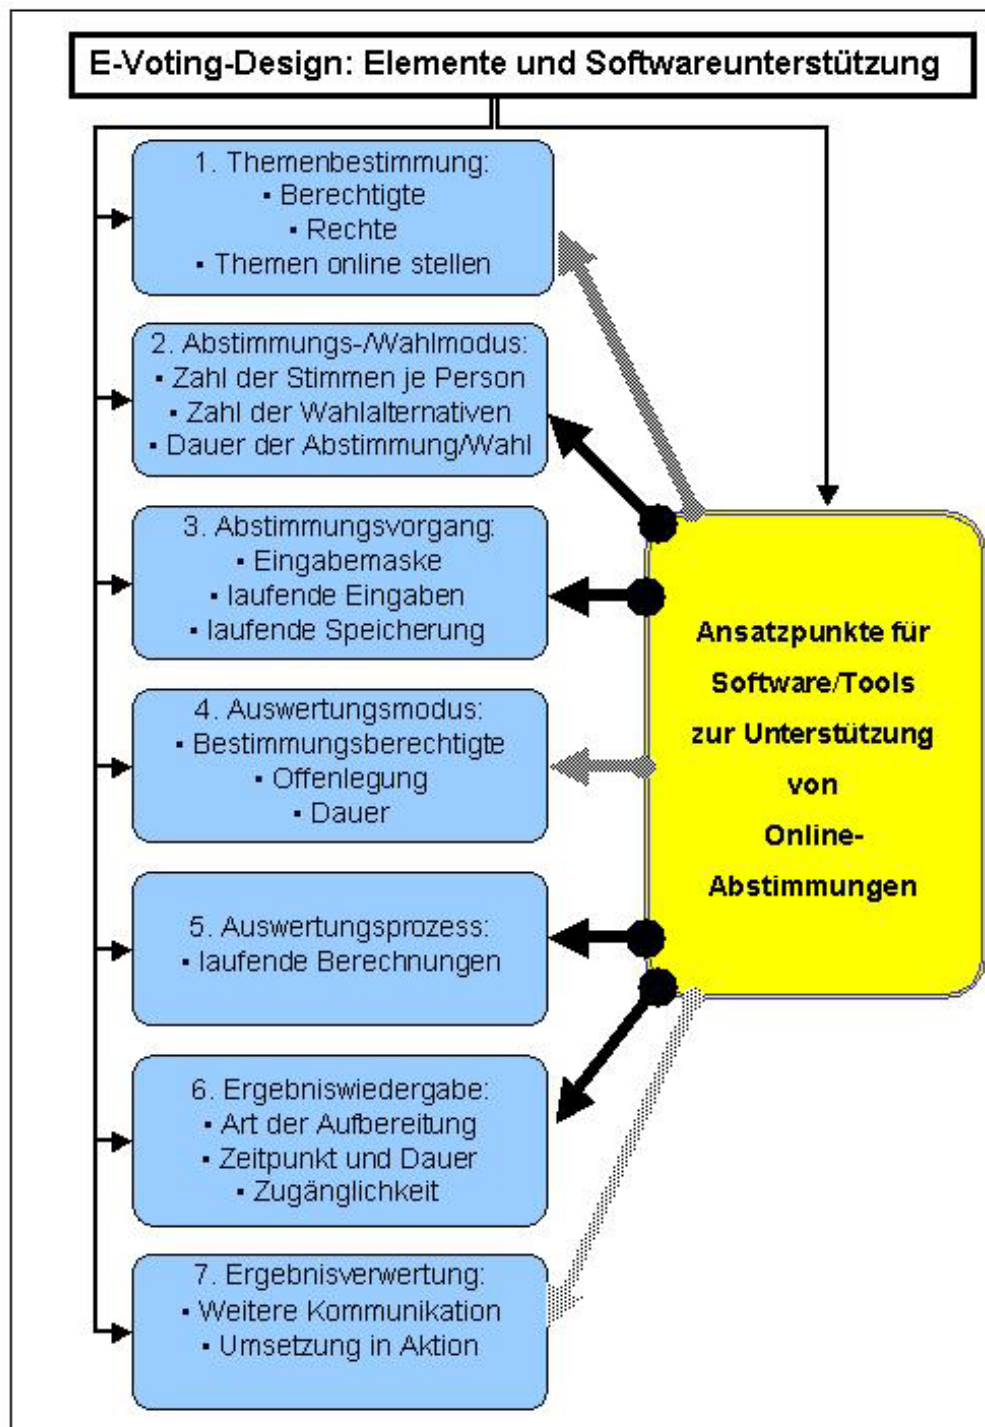 E-Voting-Design: Elemente und Softwareunterstützung
1. Themenbestimmung:
▪ Berechtigte
▪ Rechte
▪ Themen online stellen
2. Abstimmungs-/Wahlmodus:
▪ Zahl der Stimmen je Person
▪ Zahl der Wahlalternativen
▪ Dauer der Abstimmung/Wahl
3. Abstimmungsvorgang:
▪ Eingabemaske
▪ laufende Eingaben
▪ laufende Speicherung
4. Auswertungsmodus:
▪ Bestimmungsberechtigte
▪ Offenlegung
▪ Dauer
5. Auswertungsprozess:
▪ laufende Berechnungen
6. Ergebniswiedergabe:
▪ Art der Aufbereitung
▪ Zeitpunkt und Dauer
▪ Zugänglichkeit
7. Ergebnisverwertung:
▪ Weitere Kommunikation
▪ Umsetzung in Aktion
Ansatzpunkte für
Software/Tools
zur Unterstützung
von
Online-
Abstimmungen